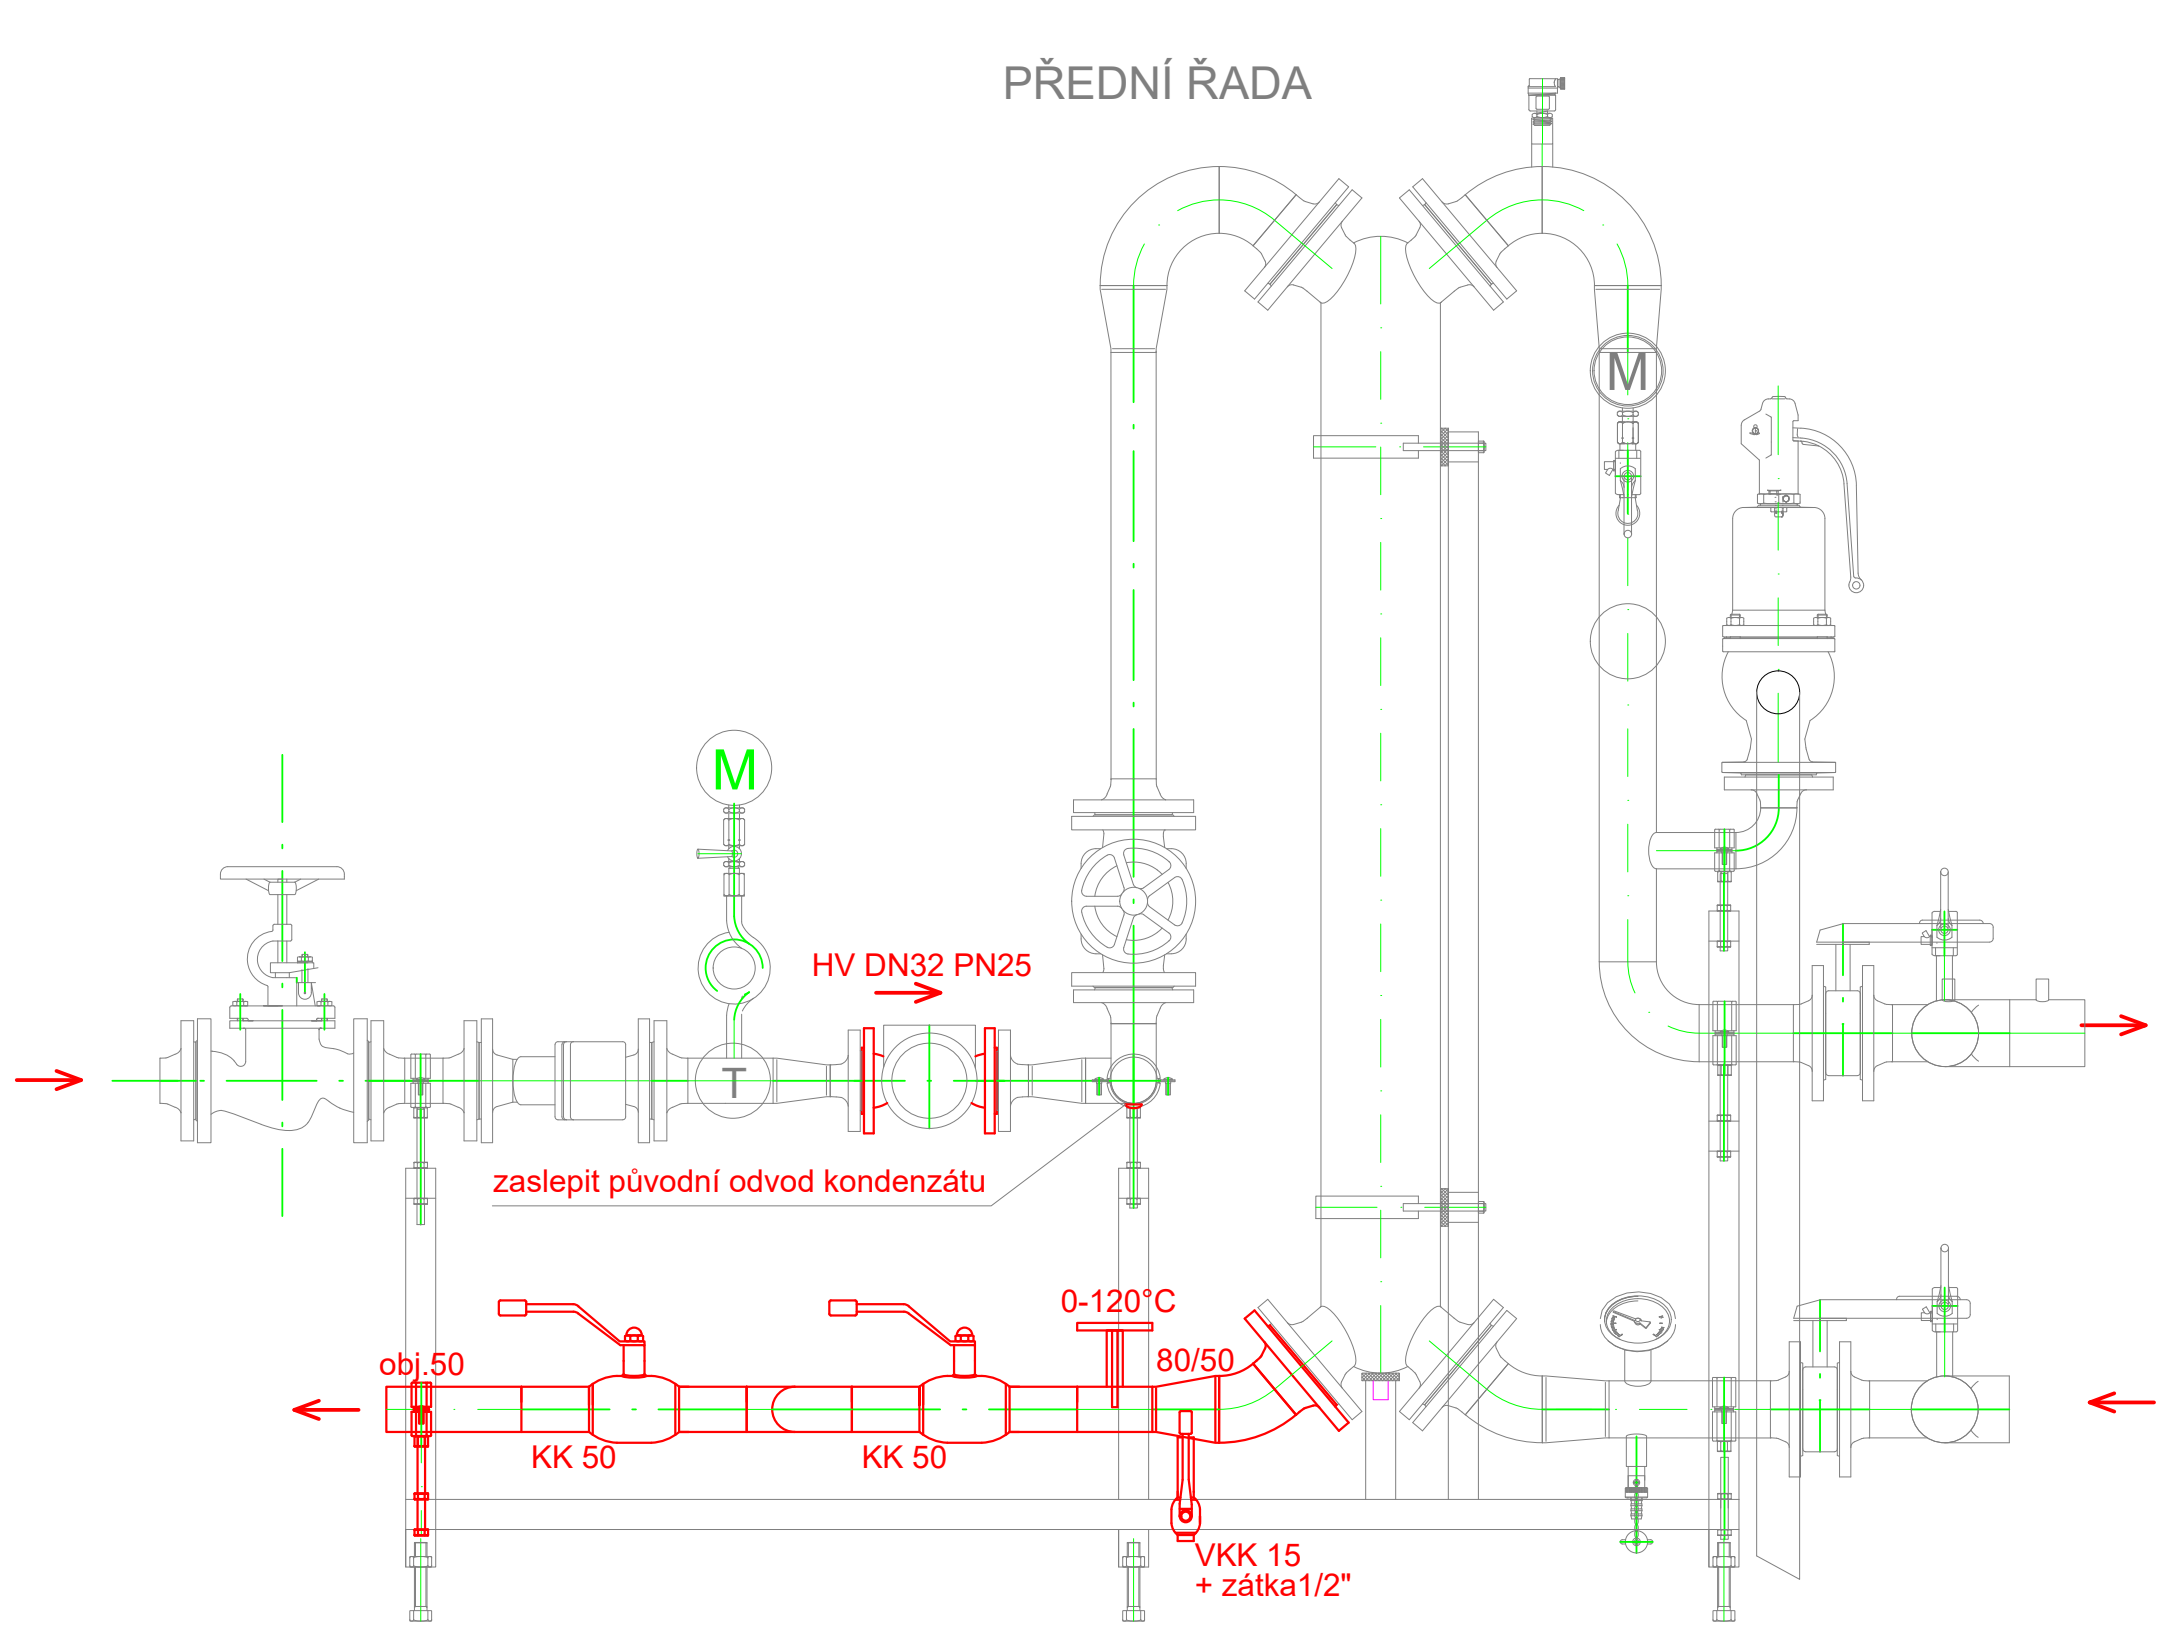 PŘEDNÍ ŘADA
M
M
HV DN32 PN25
T
zaslepit původní odvod kondenzátu
0-120°C
obj.50
80/50
KK 50
KK 50
VKK 15
+ zátka1/2"